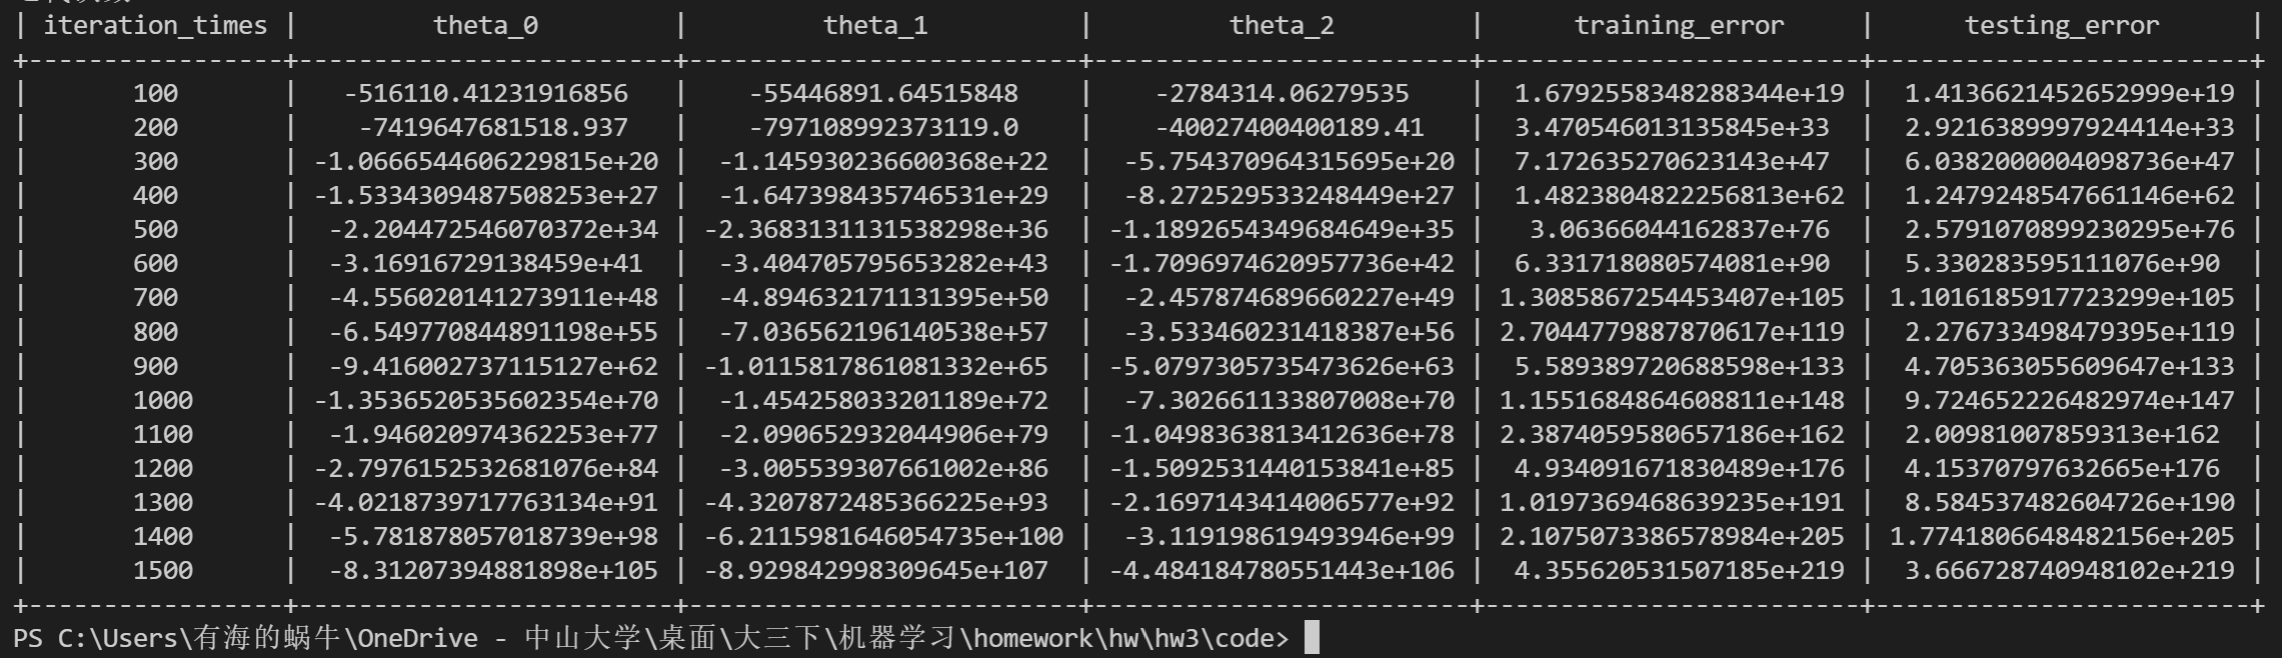 | iteration_times | theta_0 | theta_1 | theta_2 | training_error | testing_error |
+-----------------+-------------------------+--------------------------+-------------------------+-------------------------+-------------------------+
| 100 | -516110.41231916856 | -55446891.64515848 | -2784314.06279535 | 1.6792558348288344e+19 | 1.4136621452652999e+19 |
| 200 | -7419647681518.937 | -797108992373119.0 | -40027400400189.41 | 3.470546013135845e+33 | 2.9216389997924414e+33 |
| 300 | -1.0666544606229815e+20 | -1.145930236600368e+22 | -5.754370964315695e+20 | 7.172635270623143e+47 | 6.0382000004098736e+47 |
| 400 | -1.5334309487508253e+27 | -1.647398435746531e+29 | -8.272529533248449e+27 | 1.4823804822256813e+62 | 1.2479248547661146e+62 |
| 500 | -2.204472546070372e+34 | -2.3683131131538298e+36 | -1.1892654349684649e+35 | 3.06366044162837e+76 | 2.5791070899230295e+76 |
| 600 | -3.16916729138459e+41 | -3.404705795653282e+43 | -1.7096974620957736e+42 | 6.331718080574081e+90 | 5.330283595111076e+90 |
| 700 | -4.556020141273911e+48 | -4.894632171131395e+50 | -2.457874689660227e+49 | 1.3085867254453407e+105 | 1.1016185917723299e+105 |
| 800 | -6.549770844891198e+55 | -7.036562196140538e+57 | -3.533460231418387e+56 | 2.7044779887870617e+119 | 2.276733498479395e+119 |
| 900 | -9.4160027737115127e+62 | -1.0115817861081332e+65 | -5.0797305735473626e+63 | 5.589389720688598e+133 | 4.705363055609647e+133 |
| 1000 | -1.3536520535602354e+70 | -1.454258033201189e+72 | -7.302661133807008e+70 | 1.1551684864608811e+148 | 9.724652226482974e+147 |
| 1100 | -1.946020974362253e+77 | -2.090652932044906e+79 | -1.0498363813412636e+78 | 2.3874059580657186e+162 | 2.00981007859313e+162 |
| 1200 | -2.7976152532681076e+84 | -3.005539307661002e+86 | -1.5092531440153841e+85 | 4.934091671830489e+176 | 4.15370797632665e+176 |
| 1300 | -4.0218739717763134e+91 | -4.3207872485366225e+93 | -2.1697143414006577e+92 | 1.0197369468639235e+191 | 8.584537482604726e+190 |
| 1400 | -5.781878057018739e+98 | -6.2115981646054735e+100 | -3.119198619493946e+99 | 2.1075073386578984e+205 | 1.7741806648482156e+205 |
| 1500 | -8.31207394881898e+105 | -8.929842998309645e+107 | -4.484184780551443e+106 | 4.355620531507185e+219 | 3.666728740948102e+219 |
+-----------------+-------------------------+--------------------------+-------------------------+-------------------------+-------------------------+
PS C:\Users\有海的蜗牛\OneDrive - 中山大学\桌面\大三下\机器学习\homework\hw\hw3\code>